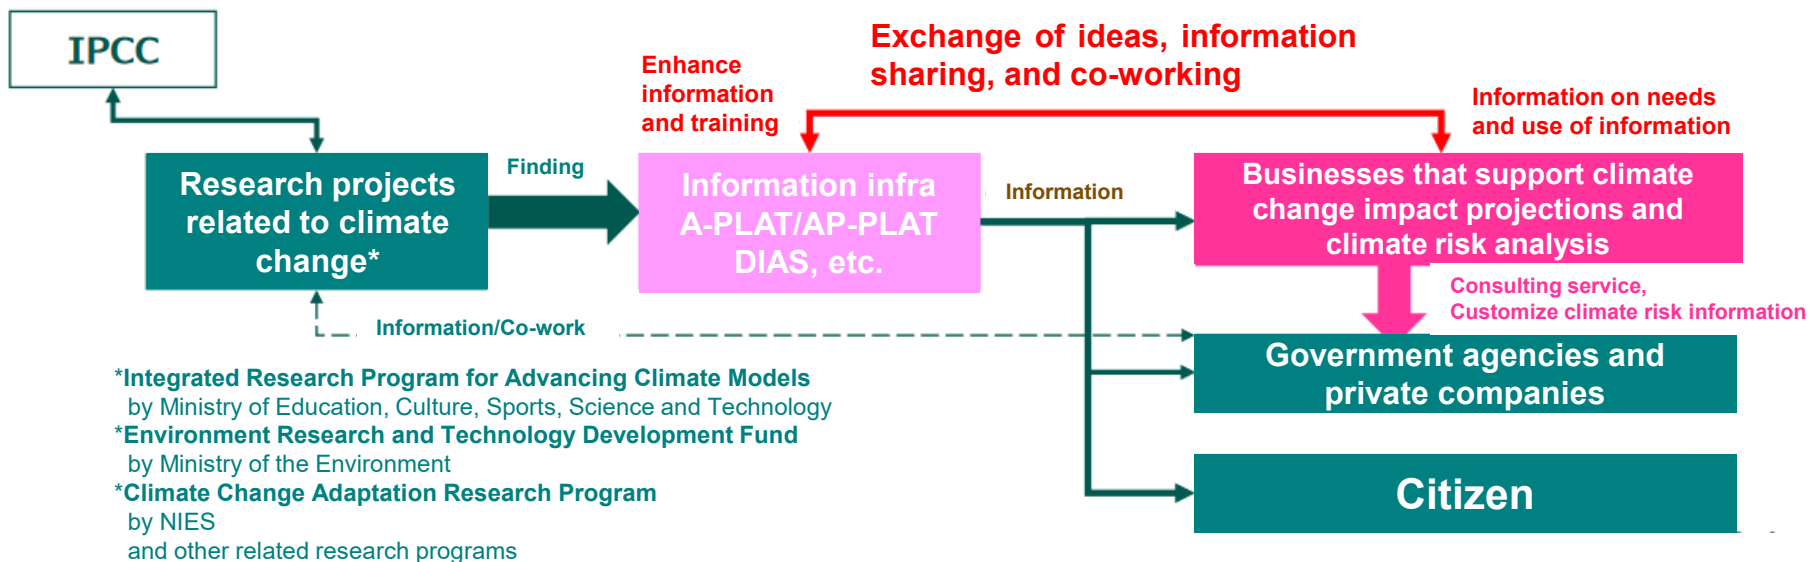 IPCC
Exchange of ideas, information
sharing, and co-working
Enhance
information
and training
Information on needs
and use of information
Research projects
related to climate
change*
Finding
Information infra
A-PLAT/AP-PLAT
DIAS, etc.
Information
Businesses that support climate
change impact projections and
climate risk analysis
Consulting service,
Customize climate risk information
Information/Co-work
Government agencies and
private companies
Citizen
*Integrated Research Program for Advancing Climate Models
by Ministry of Education, Culture, Sports, Science and Technology
*Environment Research and Technology Development Fund
by Ministry of the Environment
*Climate Change Adaptation Research Program
by NIES
and other related research programs